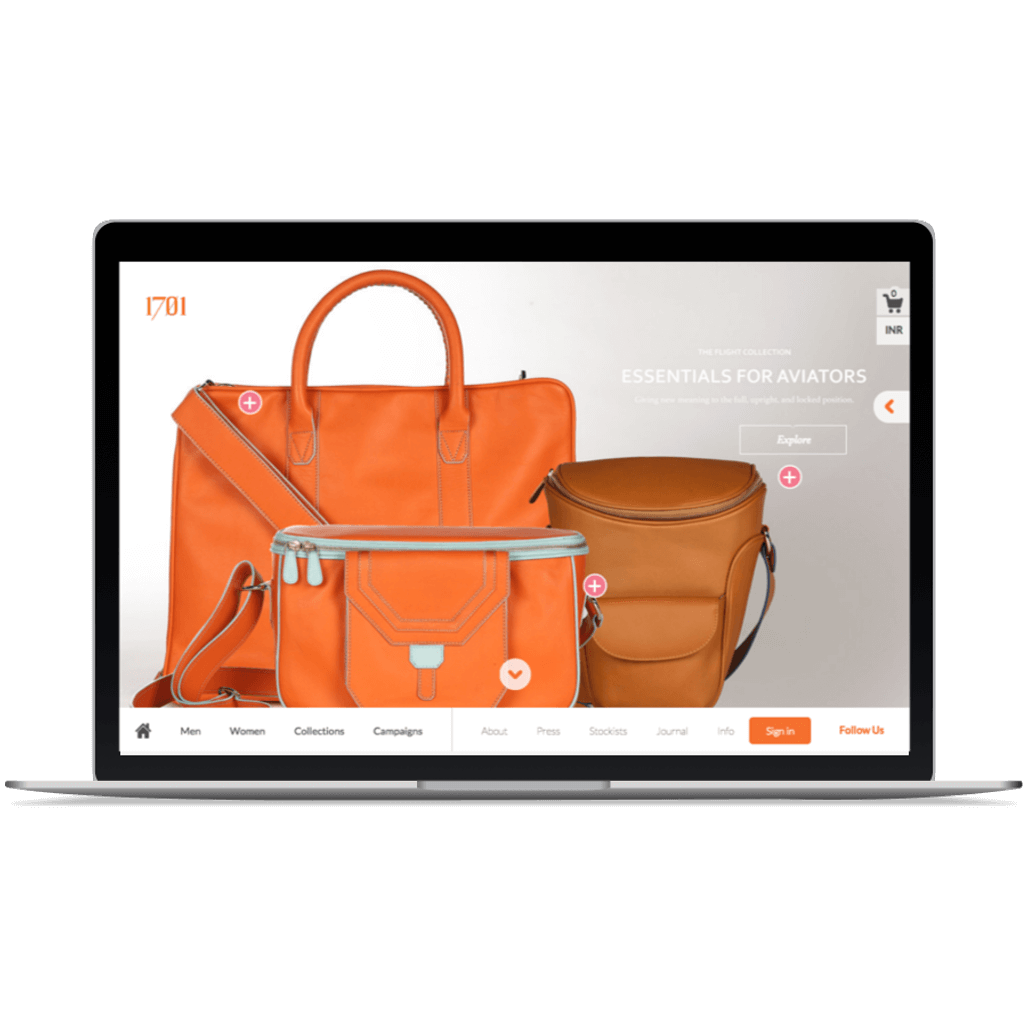 1701
0
INR
THE FLIGHT COLLECTION
ESSENTIALS FOR AVIATORS
Giving new meaning to the full, upright, and locked position.
Explore
Men Women Collections Campaigns About Press Stockists Journal Info Sign in Follow Us